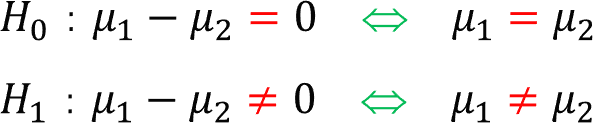 H₀ : μ₁ − μ₂ = 0 ⇔ μ₁ = μ₂
H₁ : μ₁ − μ₂ ≠ 0 ⇔ μ₁ ≠ μ₂